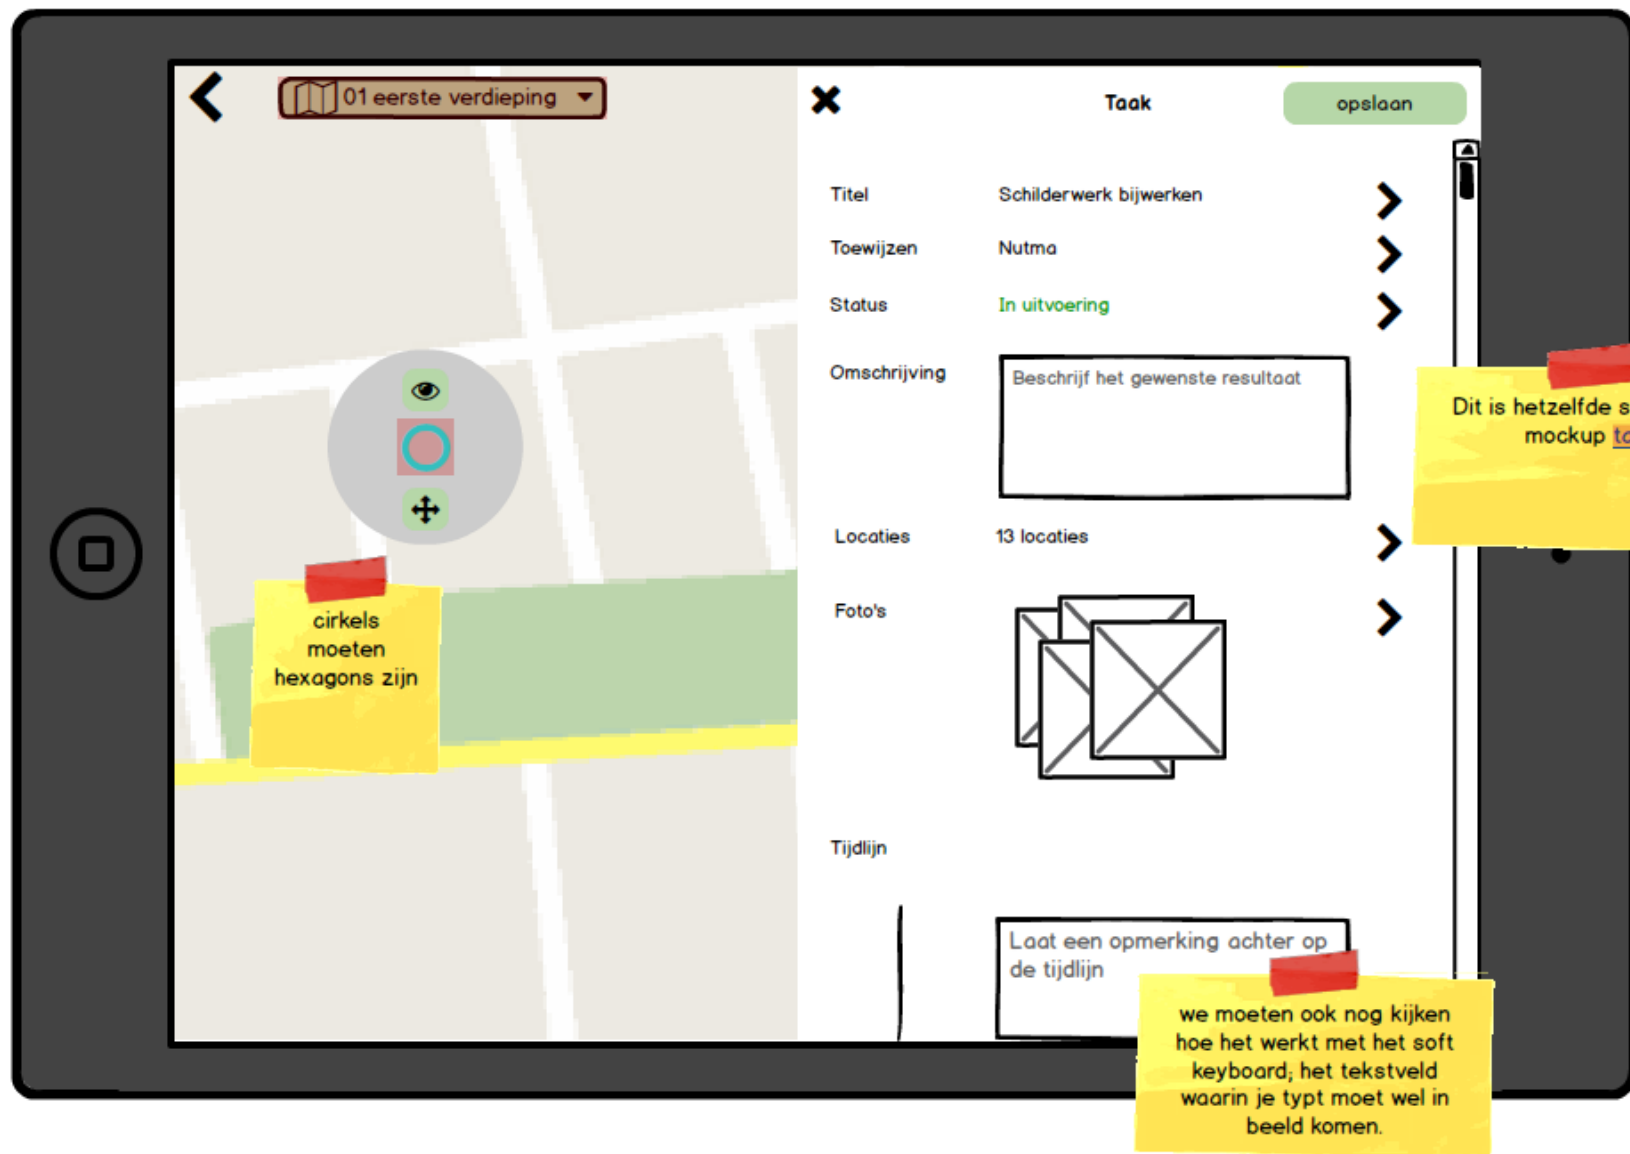 01 eerste verdieping
Taak
opslaan
Titel
Schilderwerk bijwerken
Toewijzen
Nutma
Status
In uitvoering
Omschrijving
Beschrijf het gewenste resultaat
Dit is hetzelfde
mockup
Locaties
13 locaties
Foto's
cirkels
moeten
hexagons zijn
Tijdlijn
Laat een opmerking achter op
de tijdlijn
we moeten ook nog kijken
hoe het werkt met het soft
keyboard; het tekstveld
waarin je typt moet wel in
beeld komen.